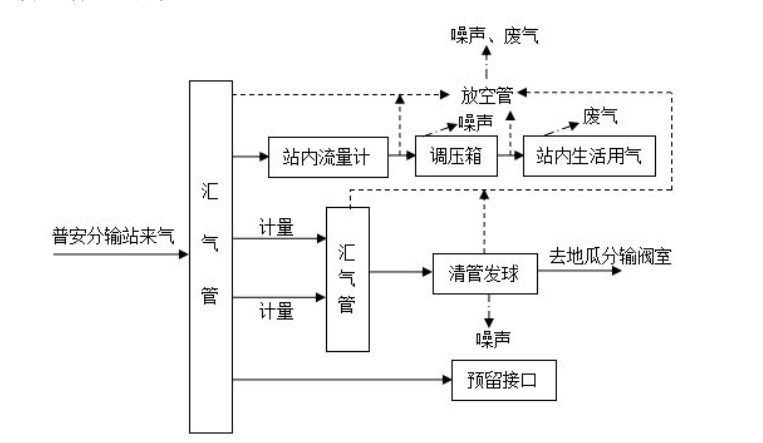 噪声、废气
放空管
噪声
废气
站内流量计
调压箱
站内生活用气
汇气管
普安分输站来气
计量
汇气管
计量
清管发球
去地瓜分输阀室
噪声
预留接口